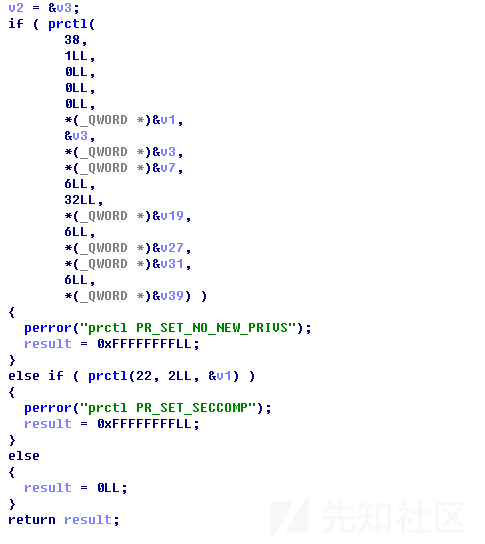 v2 = &v3;
if ( prctl(
38,
1LL,
0LL,
0LL,
0LL,
*(_QWORD *)&v1,
&v3,
*(_QWORD *)&v3,
*(_QWORD *)&v7,
6LL,
32LL,
*(_QWORD *)&v19,
6LL,
*(_QWORD *)&v27,
*(_QWORD *)&v31,
6LL,
*(_QWORD *)&v39) )
{
perror("prctl PR_SET_NO_NEW_PRIVS");
result = 0xFFFFFFFFLL;
}
else if ( prctl(22, 2LL, &v1) )
{
perror("prctl PR_SET_SECCOMP");
result = 0xFFFFFFFFLL;
}
else
{
result = 0LL;
}
return result;
先知社区